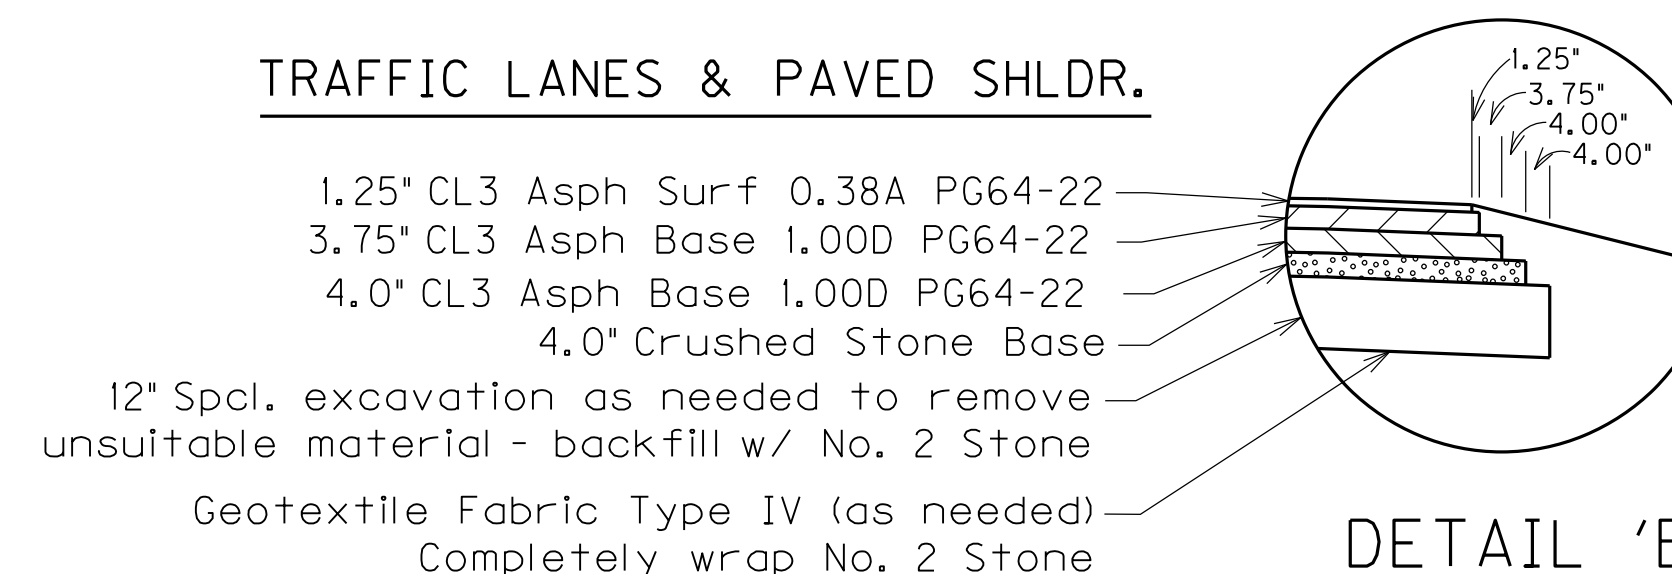 TRAFFIC LANES & PAVED SHLDR.
1.25" CL3 Asph Surf 0.38A PG64-22
3.75" CL3 Asph Base 1.00D PG64-22
4.0" CL3 Asph Base 1.00D PG64-22
4.0" Crushed Stone Base
12" Spcl. excavation as needed to remove
unsuitable material - backfill w/ No. 2 Stone
Geotextile Fabric Type IV (as needed)
Completely wrap No. 2 Stone
1.25"
3.75"
4.00"
4.00"
DETAIL